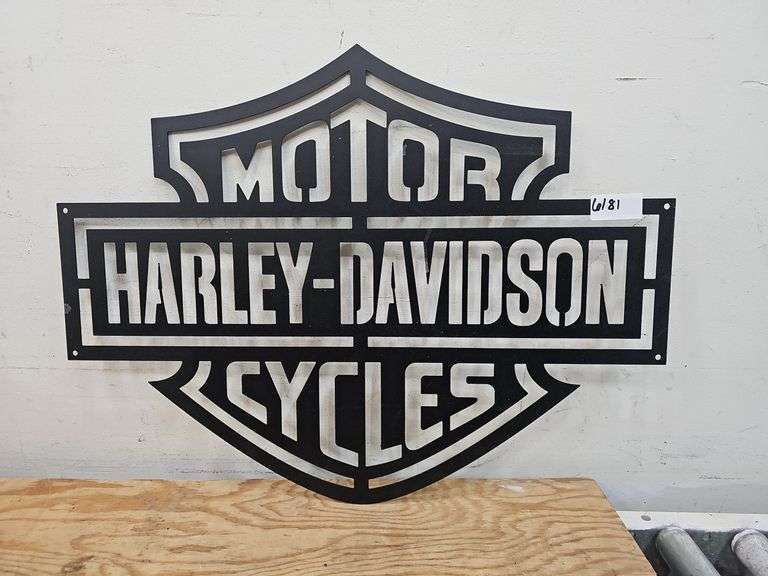 MOTOR
6181
HARLEY-DAVIDSON
CYCLES